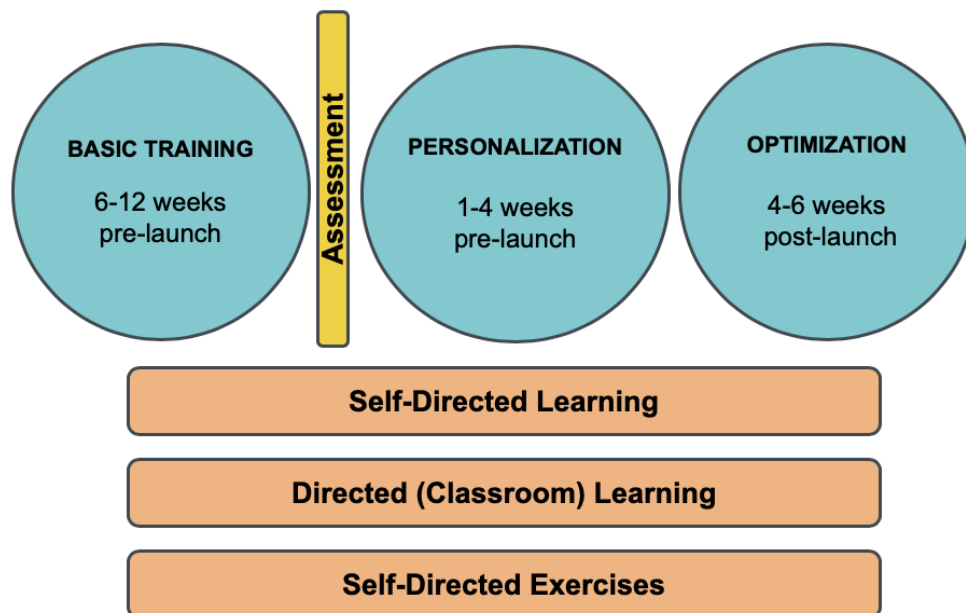 BASIC TRAINING
6-12 weeks
pre-launch
Assessment
PERSONALIZATION
1-4 weeks
pre-launch
OPTIMIZATION
4-6 weeks
post-launch
Self-Directed Learning
Directed (Classroom) Learning
Self-Directed Exercises